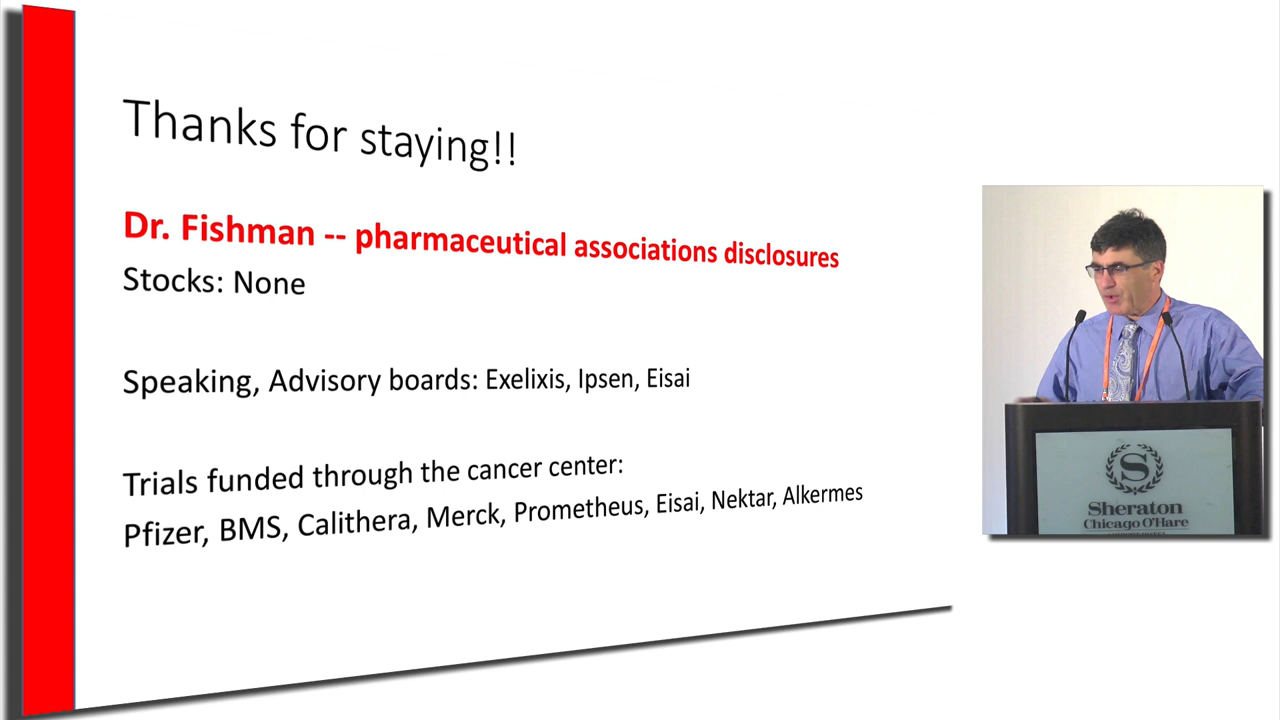 Thanks for staying!!
Dr. Fishman -- pharmaceutical associations disclosures
Stocks: None
Speaking, Advisory boards: Exelixis, Ipsen, Eisai
Trials funded through the cancer center:
Pfizer, BMS, Calithera, Merck, Prometheus, Eisai, Nektar, Alkermes
S
Sheraton
Chicago O'Hare